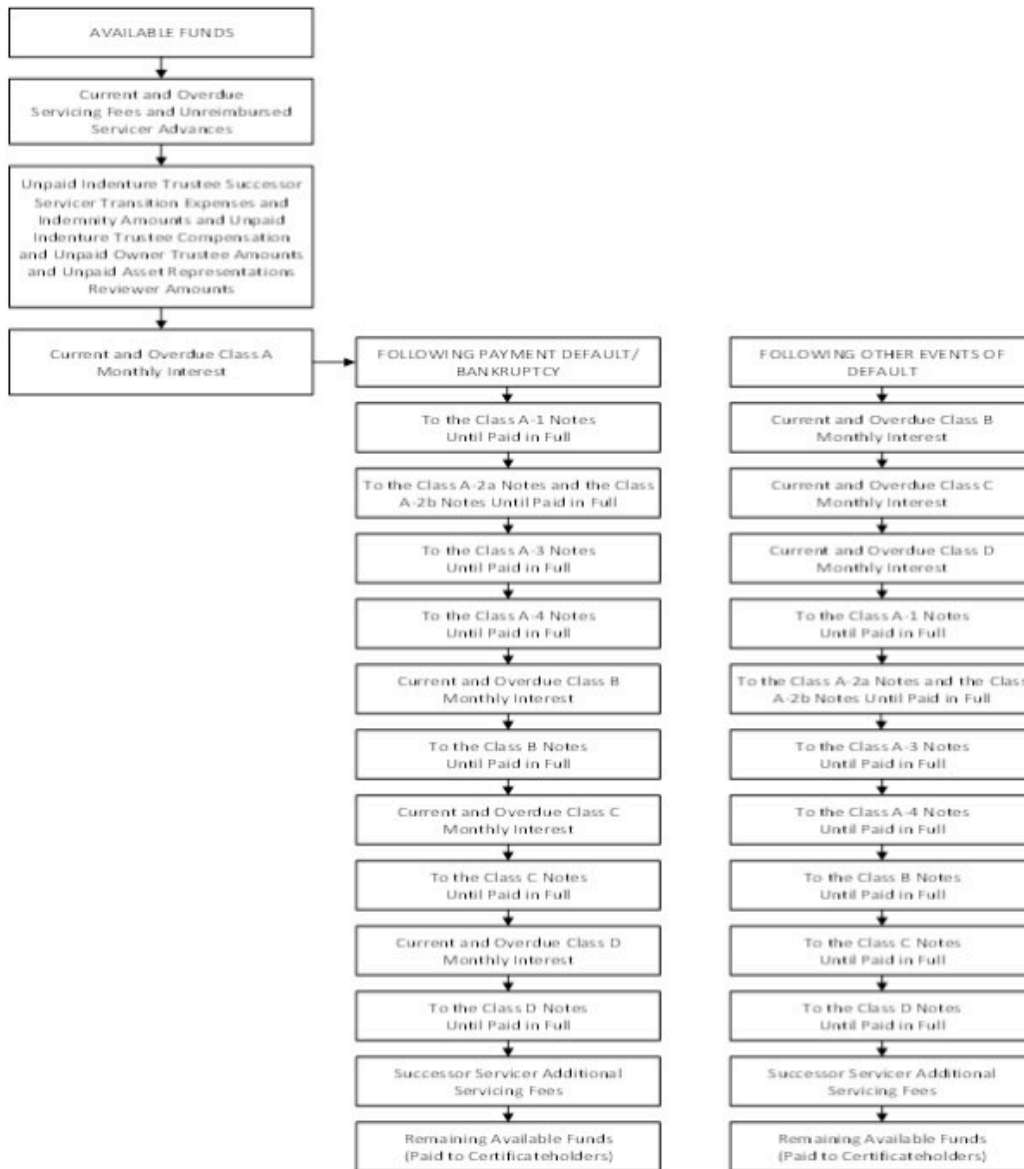 AVAILABLE FUNDS
Current and Overdue
Servicing Fees and Unreimbursed
Servicer Advances
Unpaid Indenture Trustee Successor
Servicer Transition Expenses and
Indemnity Amounts and Unpaid
Indenture Trustee Compensation
and Unpaid Owner Trustee Amounts
and Unpaid Asset Representations
Reviewer Amounts
Current and Overdue Class A
Monthly Interest
FOLLOWING PAYMENT DEFAULT/
BANKRUPTCY
To the Class A-1 Notes
Until Paid in Full
To the Class A-2a Notes and the Class
A-2b Notes Until Paid in Full
To the Class A-3 Notes
Until Paid in Full
To the Class A-4 Notes
Until Paid in Full
Current and Overdue Class B
Monthly Interest
To the Class B Notes
Until Paid in Full
Current and Overdue Class C
Monthly Interest
To the Class C Notes
Until Paid in Full
Current and Overdue Class D
Monthly Interest
To the Class D Notes
Until Paid in Full
Successor Servicer Additional
Servicing Fees
Remaining Available Funds
(Paid to Certificateholders)
FOLLOWING OTHER EVENTS OF
DEFAULT
Current and Overdue Class B
Monthly Interest
Current and Overdue Class C
Monthly Interest
Current and Overdue Class D
Monthly Interest
To the Class A-1 Notes
Until Paid in Full
To the Class A-2a Notes and the Class
A-2b Notes Until Paid in Full
To the Class A-3 Notes
Until Paid in Full
To the Class A-4 Notes
Until Paid in Full
To the Class B Notes
Until Paid in Full
To the Class C Notes
Until Paid in Full
To the Class D Notes
Until Paid in Full
Successor Servicer Additional
Servicing Fees
Remaining Available Funds
(Paid to Certificateholders)